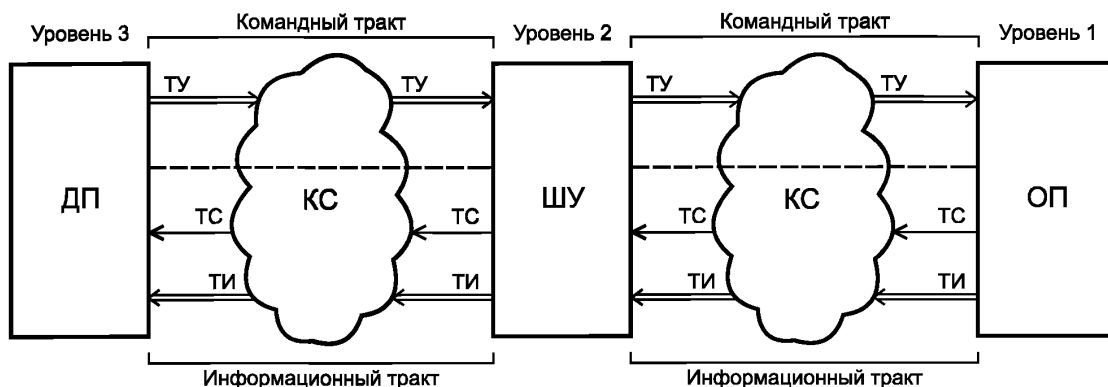 Командный тракт
Командный тракт
Уровень 3
Уровень 2
Уровень 1
ТУ
ТУ
ТУ
ТУ
ДП
КС
ШУ
КС
ОП
ТС
ТС
ТС
ТС
ТИ
ТИ
ТИ
ТИ
Информационный тракт
Информационный тракт